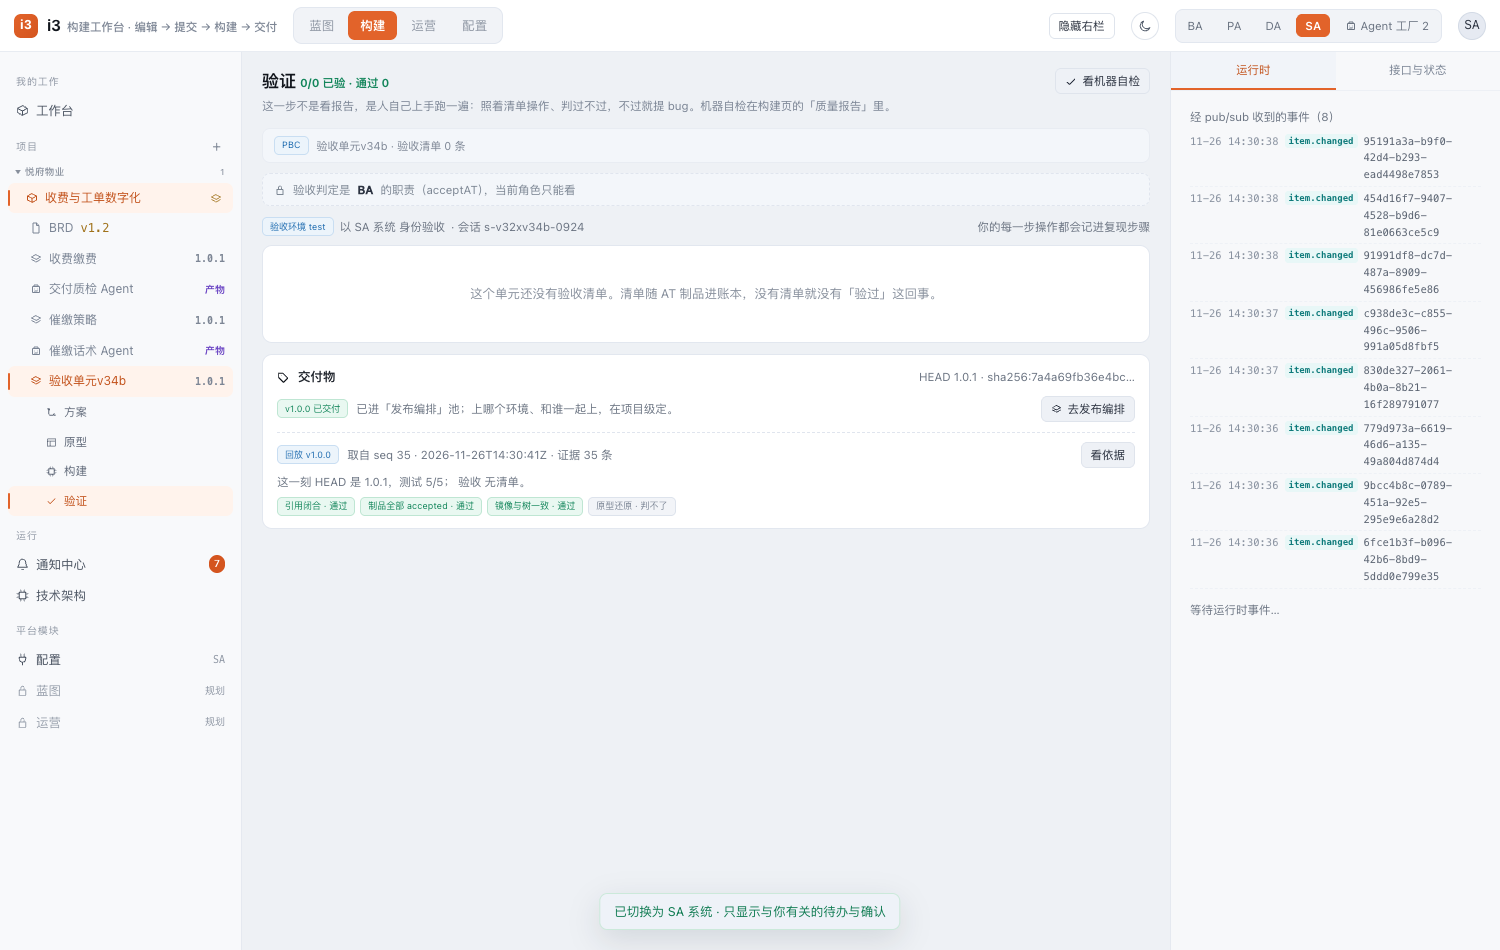 i3 i3 构建工作台 · 编辑 → 提交 → 构建 → 交付 蓝图 构建 运营 配置 隐藏右栏 BA PA DA SA Agent 工厂 2 SA
我的工作
工作台
项目 +
悦府物业 1
收费与工单数字化
BRD v1.2
收费缴费 1.0.1
交付质检 Agent 产物
催缴策略 1.0.1
催缴话术 Agent 产物
验收单元v34b 1.0.1
方案
原型
构建
验证
运行
通知中心 7
技术架构
平台模块
配置 SA
蓝图 规划
运营 规划
验证 0/0 已验 · 通过 0 看机器自检
这一步不是看报告，是人自己上手跑一遍：照着清单操作、判过不过，不过就提 bug。机器自检在构建页的「质量报告」里。
PBC 验收单元v34b · 验收清单 0 条
验收判定是 BA 的职责（acceptAT），当前角色只能看
验收环境 test 以 SA 系统 身份验收 · 会话 s-v32xv34b-0924 你的每一步操作都会记进复现步骤
这个单元还没有验收清单。清单随 AT 制品进账本，没有清单就没有「验过」这回事。
交付物 HEAD 1.0.1 · sha256:7a4a69fb36e4bc...
v1.0.0 已交付 已进「发布编排」池；上哪个环境、和谁一起上，在项目级定。 去发布编排
回放 v1.0.0 取自 seq 35 · 2026-11-26T14:30:41Z · 证据 35 条 看依据
这一刻 HEAD 是 1.0.1，测试 5/5； 验收 无清单。
引用闭合 · 通过 制品全部 accepted · 通过 镜像与树一致 · 通过 原型还原 · 判不了
已切换为 SA 系统 · 只显示与你有关的待办与确认
运行时 接口与状态
经 pub/sub 收到的事件（8）
11-26 14:30:38 item.changed 95191a3a-b9f0-
42d4-b293-
ead4498e7853
11-26 14:30:38 item.changed 454d16f7-9407-
4528-b9d6-
81e0663ce5c9
11-26 14:30:38 item.changed 91991df8-dc7d-
487a-8909-
456986fe5e86
11-26 14:30:37 item.changed c938de3c-c855-
496c-9506-
991a05d8fbf5
11-26 14:30:37 item.changed 830de327-2061-
4b0a-8b21-
16f289791077
11-26 14:30:36 item.changed 779d973a-6619-
46d6-a135-
49a804d874d4
11-26 14:30:36 item.changed 9bcc4b8c-0789-
451a-92e5-
295e9e6a28d2
11-26 14:30:36 item.changed 6fce1b3f-b096-
42b6-8bd9-
5ddd0e799e35
等待运行时事件...